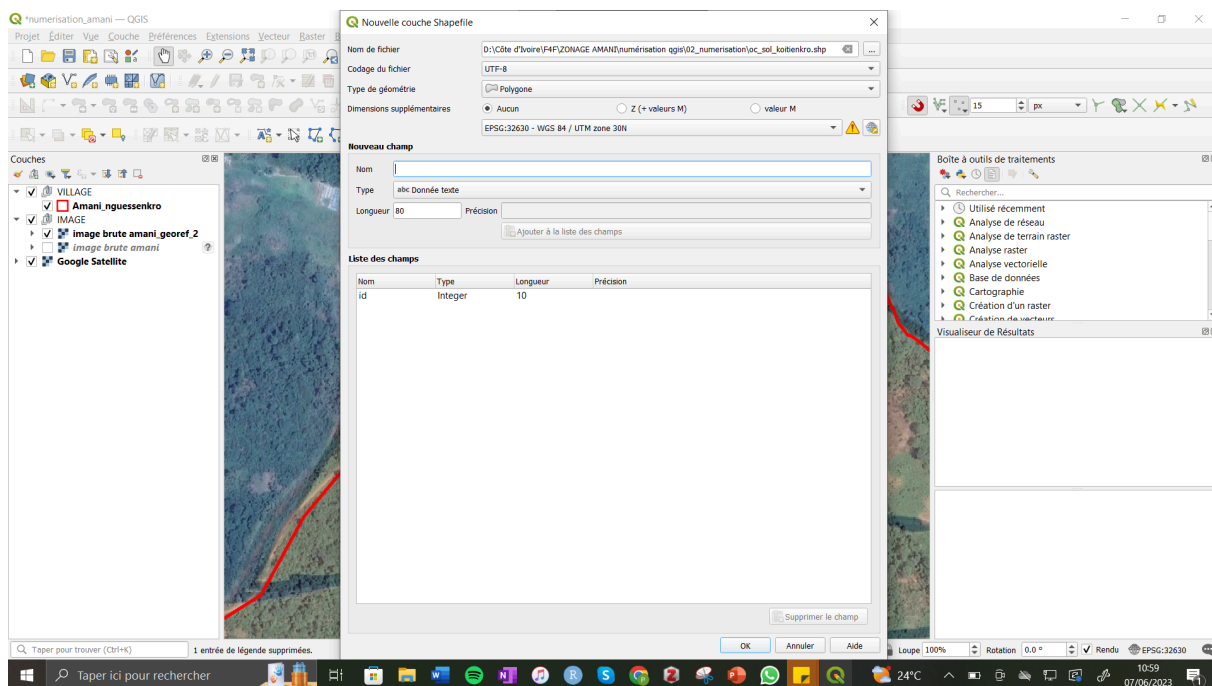 *numerisation_amani — QGIS
Projet Éditer Vue Couche Préférences Extensions Vecteur Raster
Nouvelle couche Shapefile
Nom de fichier
D:\Côte d'Ivoire\F4F\ZONAGE AMANI\numérisation qgis\02_numerisation\oc_sol_koitienkro.shp
...
Codage du fichier
UTF-8
Type de géométrie
Polygone
Dimensions supplémentaires
Aucun
Z (+ valeurs M)
valeur M
EPSG:32630 - WGS 84 / UTM zone 30N
15
px
Nouveau champ
Nom
Type
abc Donnée texte
Longueur 80
Précision
Ajouter à la liste des champs
Liste des champs
Nom Type Longueur Précision
id Integer 10
Supprimer le champ
OK Annuler Aide
Couches
VILLAGE
Amani_nguessenkro
IMAGE
image brute amani_georef_2
image brute amani
?
Google Satellite
Boîte à outils de traitements
Rechercher...
Utilisé récemment
Analyse de réseau
Analyse de terrain raster
Analyse raster
Analyse vectorielle
Base de données
Cartographie
Création d'un raster
Création de vecteurs
Visualiseur de Résultats
Taper pour trouver (Ctrl+K)
1 entrée de légende supprimées.
Loupe 100%
Rotation 0.0 °
Rendu
EPSG:32630
Taper ici pour rechercher
24°C
10:59
07/06/2023
1